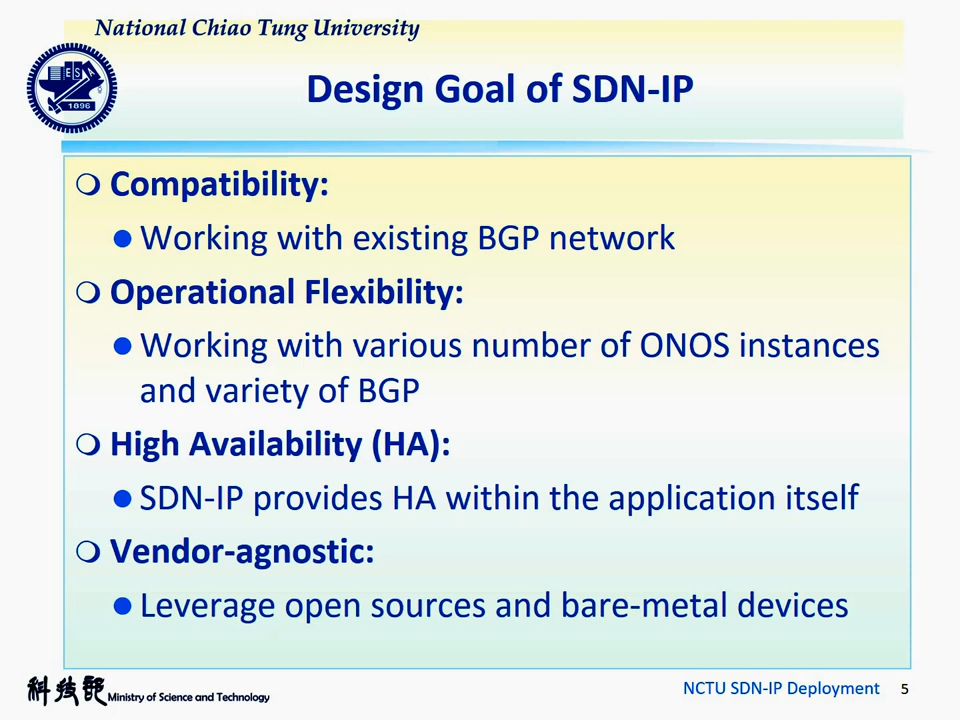 National Chiao Tung University
ESA
1896
Design Goal of SDN-IP
Compatibility:
Working with existing BGP network
Operational Flexibility:
Working with various number of ONOS instances
and variety of BGP
High Availability (HA):
SDN-IP provides HA within the application itself
Vendor-agnostic:
Leverage open sources and bare-metal devices
科技部 Ministry of Science and Technology
NCTU SDN-IP Deployment 5